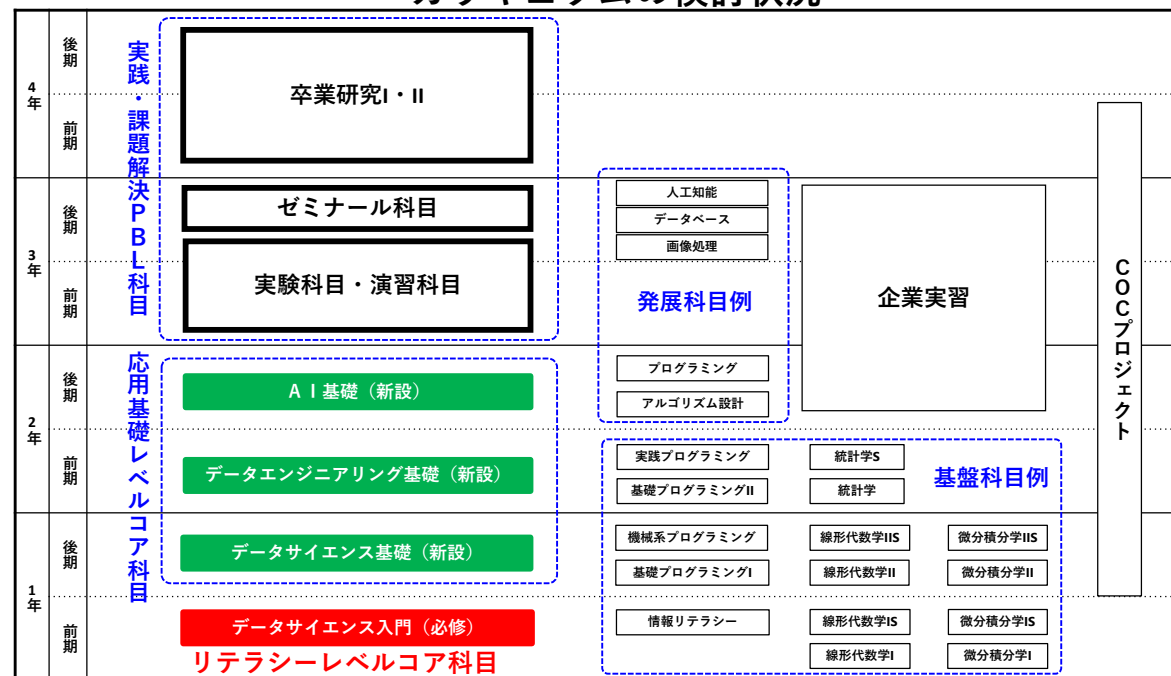 4年
後期
前期
3年
後期
前期
2年
後期
前期
1年
後期
前期
実践・課題解決PBL科目
卒業研究I・II
ゼミナール科目
実験科目・演習科目
応用基礎レベルコア科目
ＡＩ基礎（新設）
データエンジニアリング基礎（新設）
データサイエンス基礎（新設）
データサイエンス入門（必修）
リテラシーレベルコア科目
人工知能
データベース
画像処理
発展科目例
プログラミング
アルゴリズム設計
企業実習
COCプロジェクト
実践プログラミング
統計学S
基盤科目例
基礎プログラミングII
統計学
機械系プログラミング
線形代数学IIS
微分積分学IIS
基礎プログラミングI
線形代数学II
微分積分学II
情報リテラシー
線形代数学IS
微分積分学IS
線形代数学I
微分積分学I